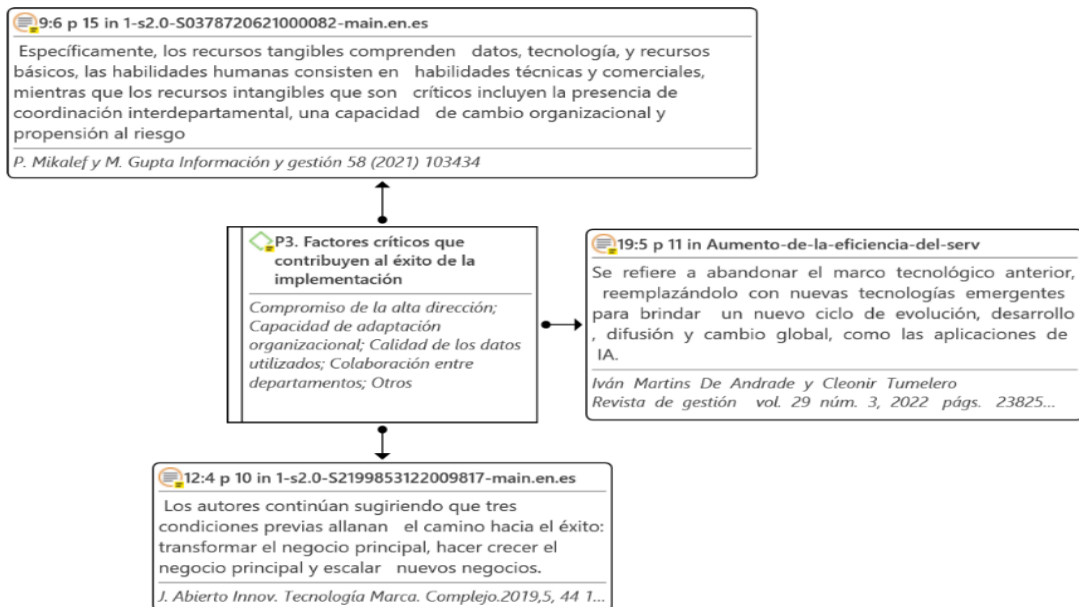 9:6 p 15 in 1-s2.0-S0378720621000082-main.en.es
Específicamente, los recursos tangibles comprenden datos, tecnología, y recursos
básicos, las habilidades humanas consisten en habilidades técnicas y comerciales,
mientras que los recursos intangibles que son críticos incluyen la presencia de
coordinación interdepartamental, una capacidad de cambio organizacional y
propensión al riesgo
P. Mikalef y M. Gupta Información y gestión 58 (2021) 103434
P3. Factores críticos que
contribuyen al éxito de la
implementación
Compromiso de la alta dirección;
Capacidad de adaptación
organizacional; Calidad de los datos
utilizados; Colaboración entre
departamentos; Otros
19:5 p 11 in Aumento-de-la-eficiencia-del-serv
Se refiere a abandonar el marco tecnológico anterior,
reemplazándolo con nuevas tecnologías emergentes
para brindar un nuevo ciclo de evolución, desarrollo
, difusión y cambio global, como las aplicaciones de
IA.
Iván Martins De Andrade y Cleonir Tumelero
Revista de gestión vol. 29 núm. 3, 2022 págs. 23825...
12:4 p 10 in 1-s2.0-S2199853122009817-main.en.es
Los autores continúan sugiriendo que tres
condiciones previas allanan el camino hacia el éxito:
transformar el negocio principal, hacer crecer el
negocio principal y escalar nuevos negocios.
J. Abierto Innov. Tecnología Marca. Complejo.2019,5, 44 1...